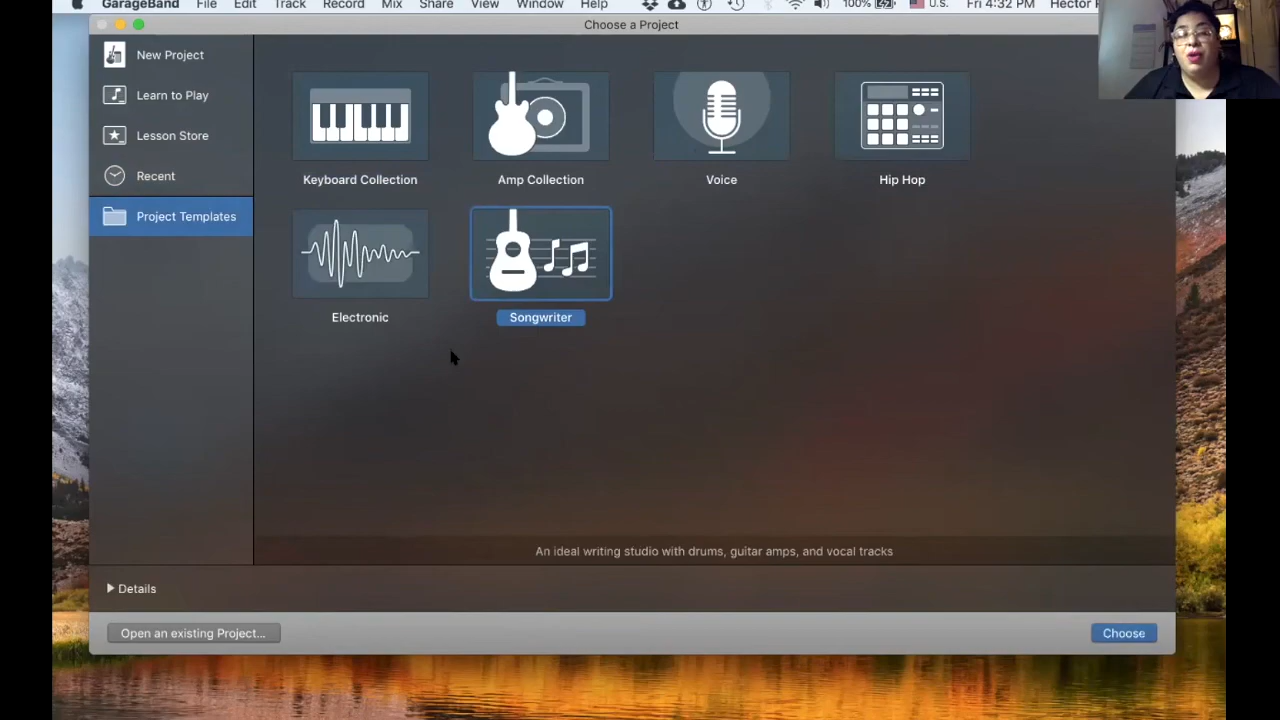 GarageBand File Edit Track Record Mix Share View Window Help 100% U.S. Fri 4:32 PM Hector
Choose a Project
New Project
Learn to Play
Lesson Store
Recent
Project Templates
Keyboard Collection Amp Collection Voice Hip Hop
Electronic Songwriter
An ideal writing studio with drums, guitar amps, and vocal tracks
Details
Open an existing Project... Choose